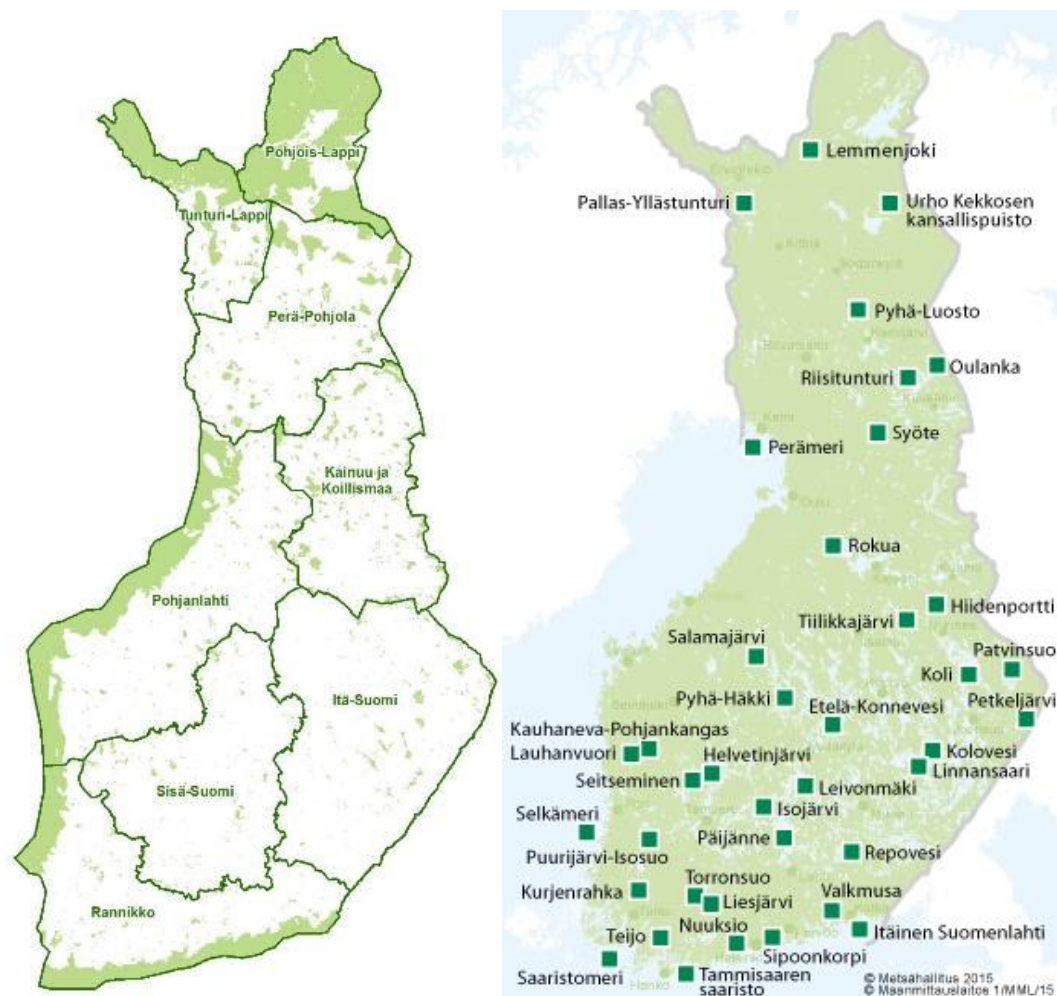 Pohjois-Lappi
Tunturi-Lappi
Perä-Pohjola
Kainuu ja
Koillismaa
Pohjanlahti
Itä-Suomi
Sisä-Suomi
Rannikko
Lemmenjoki
Pallas-Yllästunturi
Urho Kekkosen
kansallispuisto
Pyhä-Luosto
Oulanka
Riisitunturi
Syöte
Perämeri
Rokua
Hiidenportti
Tiilikkajärvi
Salamajärvi
Patvinsuo
Koli
Pyhä-Häkki
Petkeljärvi
Etelä-Konnevesi
Kauhaneva-Pohjankangas
Lauhanvuori
Helvetinjärvi
Kolovesi
Linnansaari
Seitseminen
Leivonmäki
Isojärvi
Selkämeri
Päijänne
Puurijärvi-Isosuo
Repovesi
Torronsuo
Kurjenrahka
Liesjärvi
Valkmusa
Nuuksio
Teijo
Itäinen Suomenlahti
Sipoonkorpi
Saaristomeri
Tammisaaren
saaristo
© Metsähallitus 2015
© Maanmittauslaitos 1/MML/15